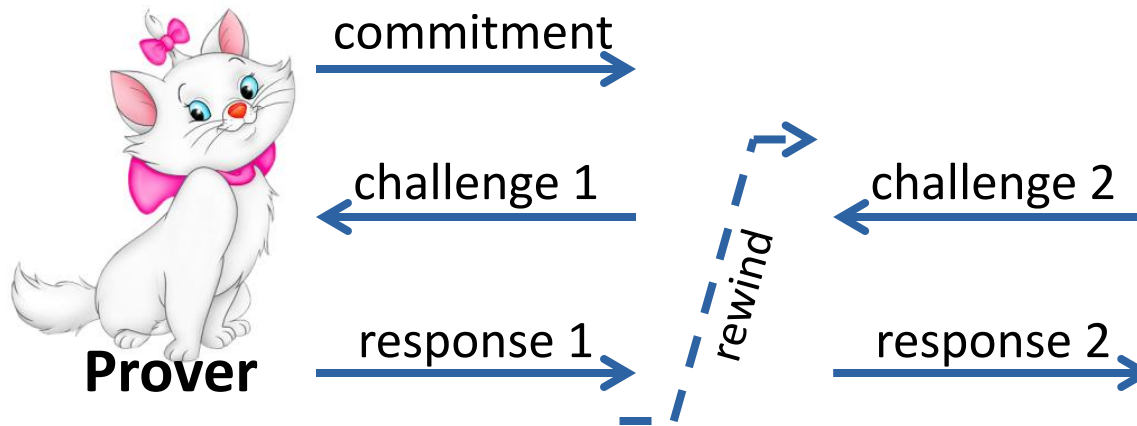 commitment
challenge 1
challenge 2
rewind
response 1
response 2
Prover